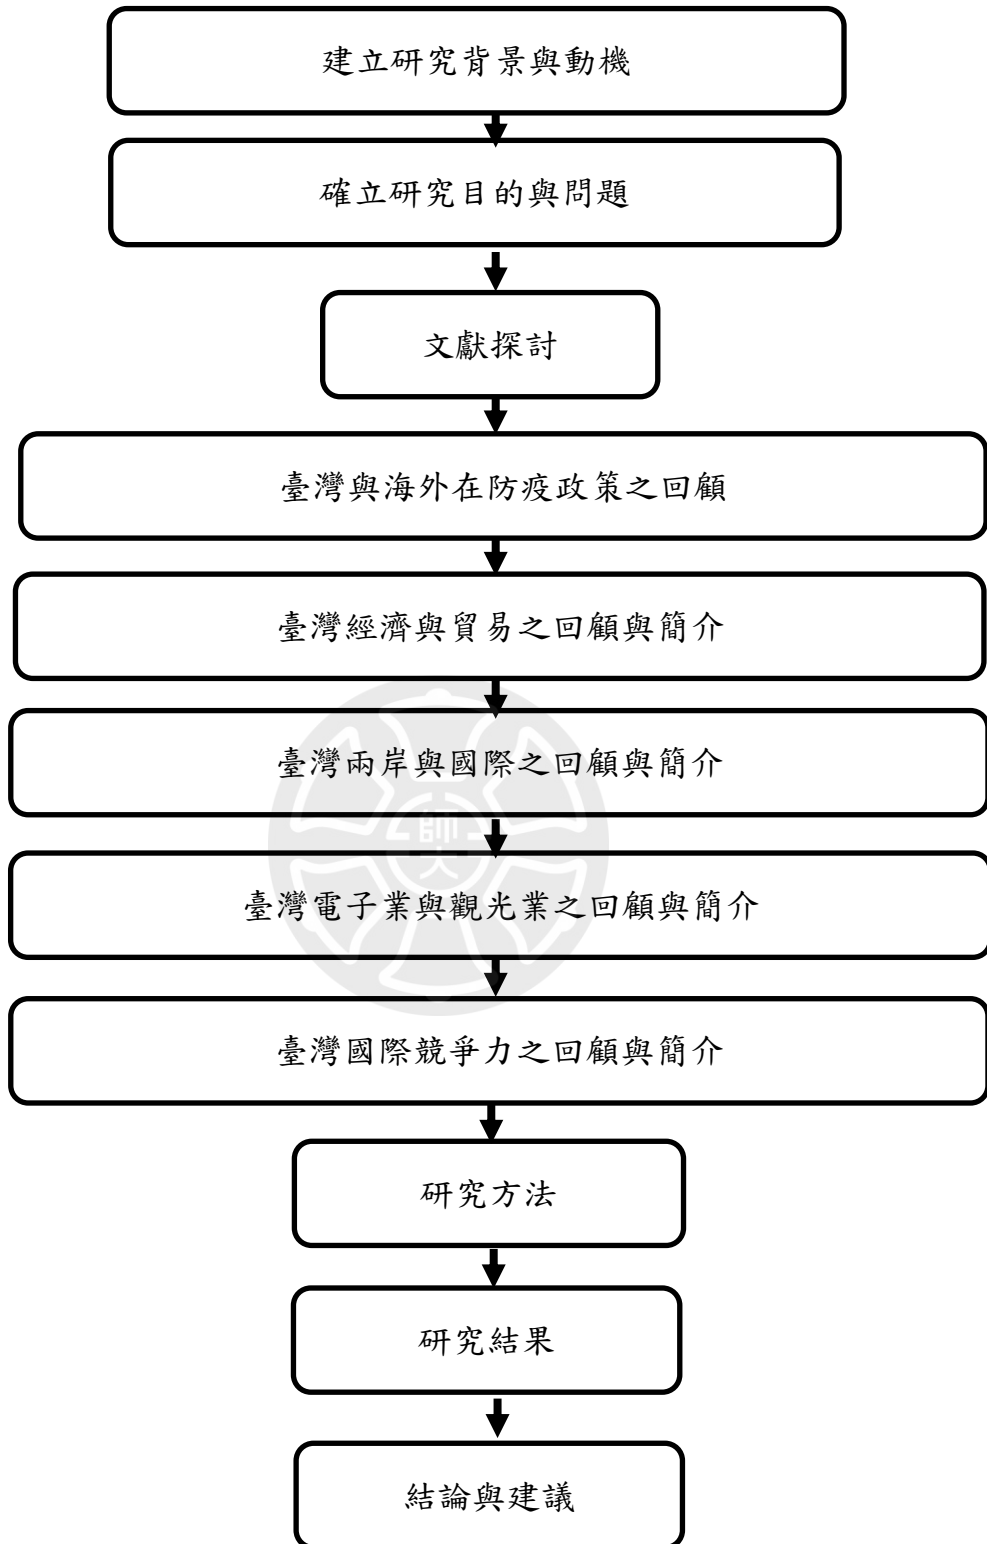 建立研究背景與動機
確立研究目的與問題
文獻探討
臺灣與海外在防疫政策之回顧
臺灣經濟與貿易之回顧與簡介
臺灣兩岸與國際之回顧與簡介
師大
臺灣電子業與觀光業之回顧與簡介
臺灣國際競爭力之回顧與簡介
研究方法
研究結果
結論與建議